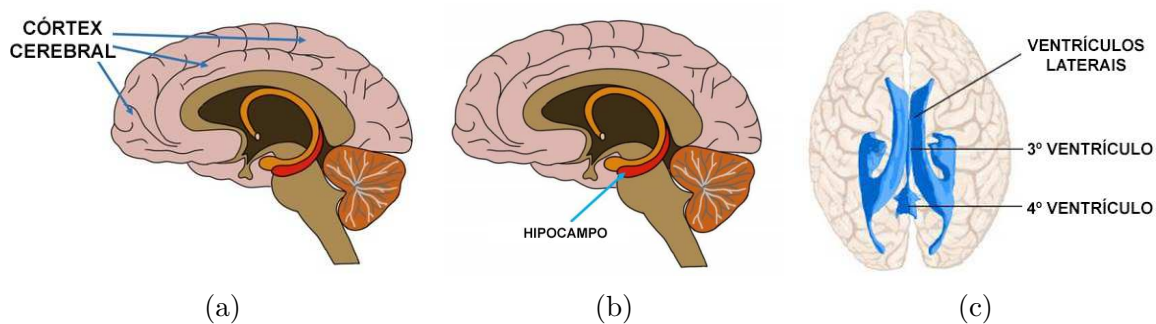 CÓRTEX
CEREBRAL
HIPOCAMPO
VENTRÍCULOS
LATERAIS
3º VENTRÍCULO
4º VENTRÍCULO
(a)
(b)
(c)